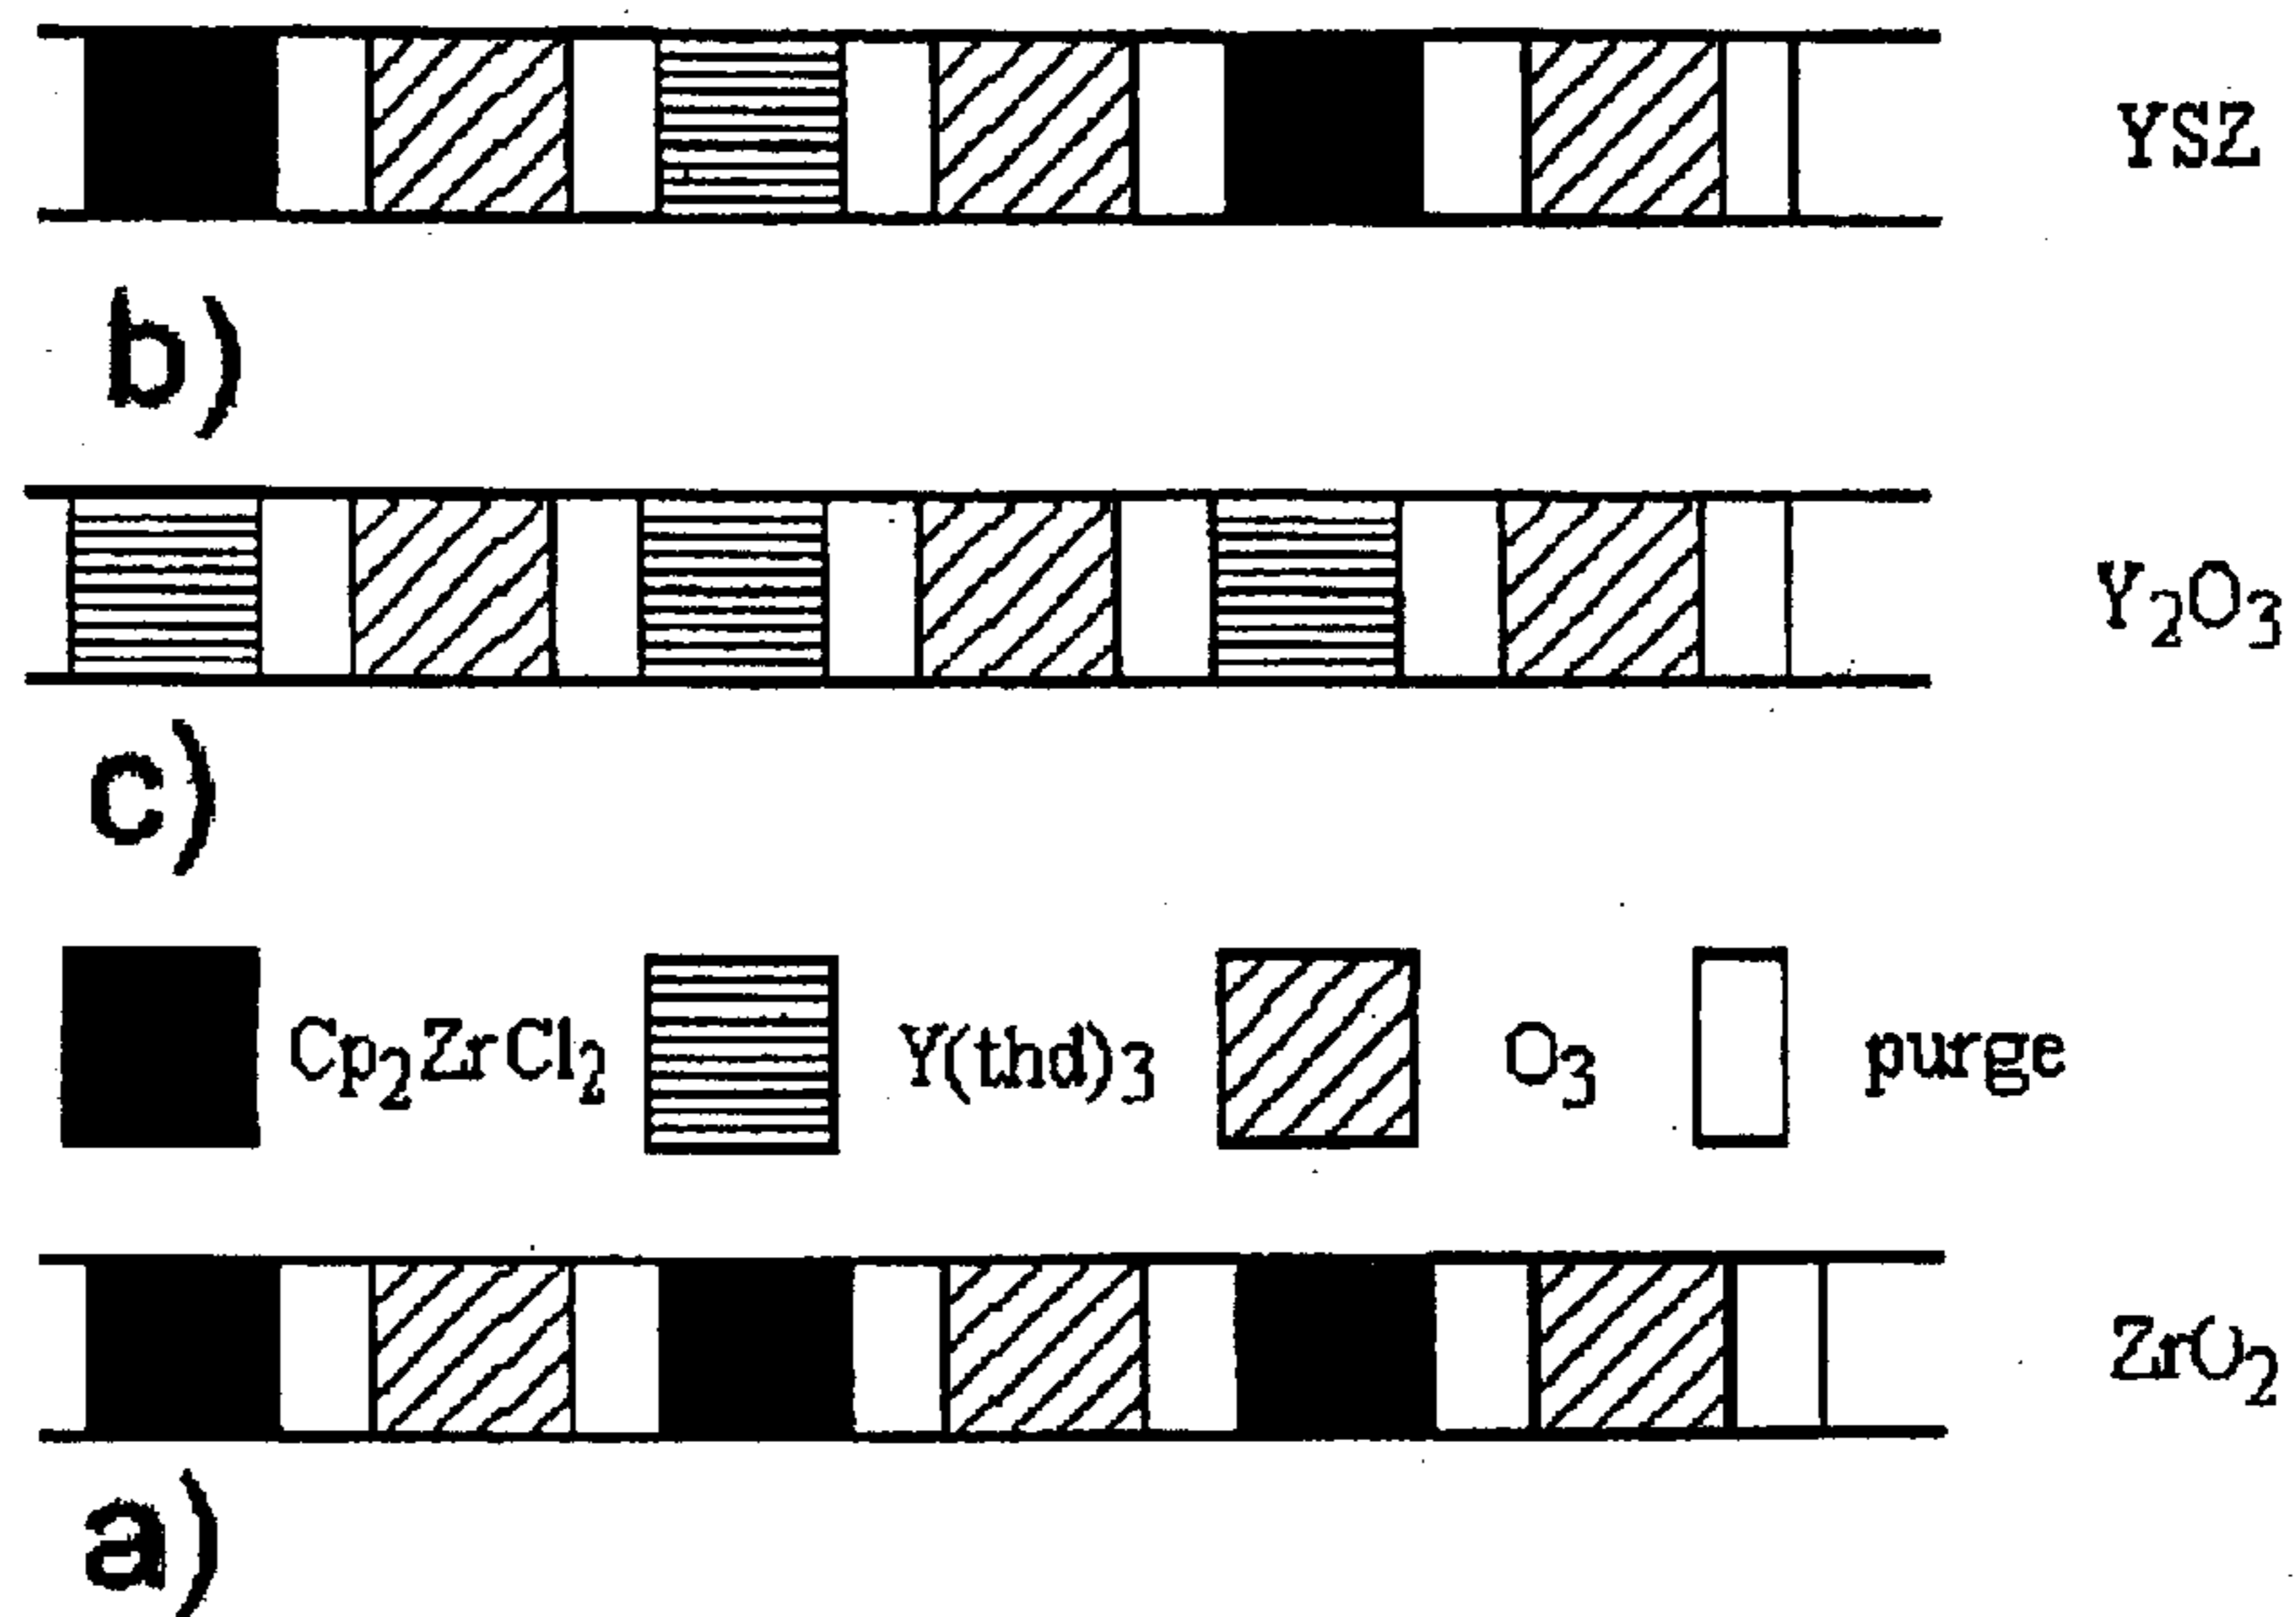 YSZ
b)
Y₂O₃
c)
Cp₂ZrCl₂ Y(thd)₃ O₃ purge
ZrO₂
a)